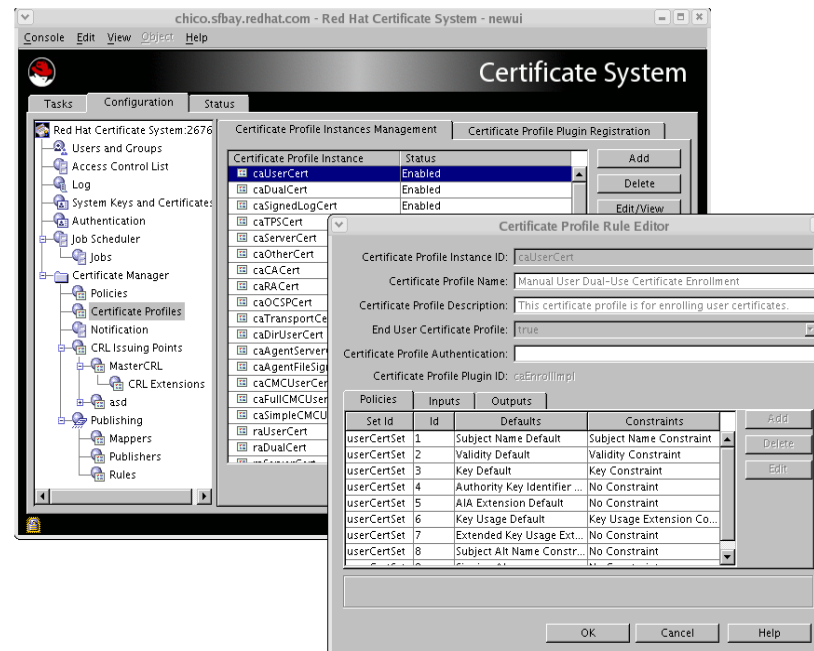 chico.sfbay.redhat.com - Red Hat Certificate System - newui
Console Edit View Object Help
Certificate System
Tasks Configuration Status
Red Hat Certificate System:2676
Users and Groups
Access Control List
Log
System Keys and Certificates
Authentication
Job Scheduler
Jobs
Certificate Manager
Policies
Certificate Profiles
Notification
CRL Issuing Points
MasterCRL
CRL Extensions
asd
Publishing
Mappers
Publishers
Rules
Certificate Profile Instances Management Certificate Profile Plugin Registration
Certificate Profile Instance Status
caUserCert Enabled
caDualCert Enabled
caSignedLogCert Enabled
caTPSCert
caServerCert
caOtherCert
caCACert
caRACert
caOCSPCert
caTransportCe
caDirUserCert
caAgentServer
caAgentFileSig
caCMCUserCer
caFullCMCUser
caSimpleCMCU
raUserCert
raDualCert
Add
Delete
Edit/View
Certificate Profile Rule Editor
Certificate Profile Instance ID: caUserCert
Certificate Profile Name: Manual User Dual-Use Certificate Enrollment
Certificate Profile Description: This certificate profile is for enrolling user certificates.
End User Certificate Profile: true
Certificate Profile Authentication:
Certificate Profile Plugin ID: caEnrollImpl
Policies Inputs Outputs
Set Id Id Defaults Constraints
userCertSet 1 Subject Name Default Subject Name Constraint
userCertSet 2 Validity Default Validity Constraint
userCertSet 3 Key Default Key Constraint
userCertSet 4 Authority Key Identifier ... No Constraint
userCertSet 5 AIA Extension Default No Constraint
userCertSet 6 Key Usage Default Key Usage Extension Co...
userCertSet 7 Extended Key Usage Ext... No Constraint
userCertSet 8 Subject Alt Name Constr... No Constraint
Add
Delete
Edit
OK Cancel Help